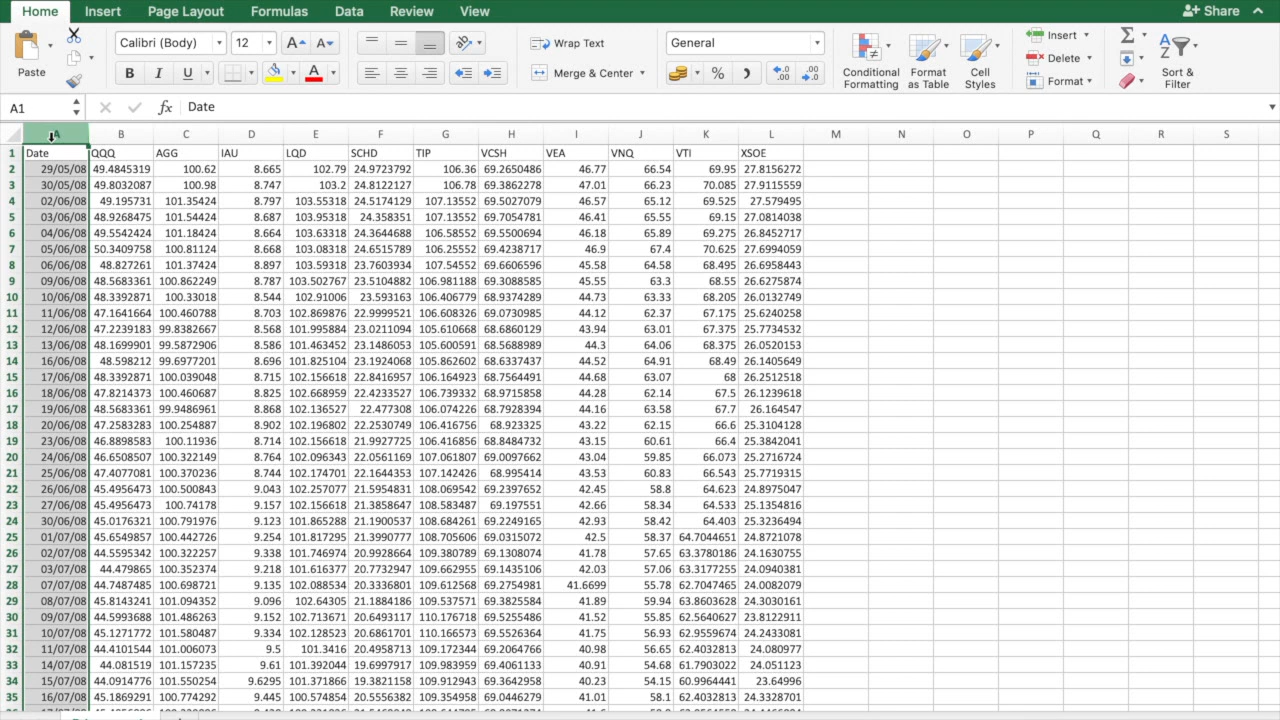 Home Insert Page Layout Formulas Data Review View Share
Calibri (Body) 12 A A Wrap Text General Insert
Delete
Paste B I U A Merge & Center % Conditional Formatting Format as Table Cell Styles Format Sort & Filter
A1 fx Date
A B C D E F G H I J K L M N O P Q R S
1 Date QQQ AGG IAU LQD SCHD TIP VCSH VEA VNQ VTI XSOE
2 29/05/08 49.4845319 100.62 8.665 102.79 24.9723792 106.36 69.2650486 46.77 66.54 69.95 27.8156272
3 30/05/08 49.8032087 100.98 8.747 103.2 24.8122127 106.78 69.3862278 47.01 66.23 70.085 27.9115559
4 02/06/08 49.195731 101.35424 8.797 103.55318 24.5174129 107.13552 69.5027079 46.57 65.12 69.525 27.579495
5 03/06/08 48.9268475 101.54424 8.687 103.95318 24.358351 107.13552 69.7054781 46.41 65.55 69.15 27.0814038
6 04/06/08 49.5542424 101.18424 8.664 103.63318 24.3644688 106.58552 69.5500694 46.18 65.89 69.275 26.8452717
7 05/06/08 50.3409758 100.81124 8.668 103.08318 24.6515789 106.25552 69.4238717 46.9 67.4 70.625 27.6994059
8 06/06/08 48.827261 101.37424 8.897 103.59318 23.7603934 107.54552 69.6606596 45.58 64.58 68.495 26.6958443
9 09/06/08 48.5683361 100.862249 8.787 103.502767 23.5104882 106.981188 69.3088585 45.55 63.3 68.55 26.6275874
10 10/06/08 48.3392871 100.33018 8.544 102.91006 23.593163 106.406779 68.9374289 44.73 63.33 68.205 26.0132749
11 11/06/08 47.1641664 100.460788 8.703 102.869876 22.9999521 106.608326 69.0730985 44.12 62.37 67.175 25.6240258
12 12/06/08 47.2239183 99.8382667 8.568 101.995884 23.0211094 105.610668 68.6860129 43.94 63.01 67.375 25.7734532
13 13/06/08 48.1699901 99.5872906 8.586 101.463452 23.1486053 105.600591 68.5688989 44.3 64.06 68.375 26.0520153
14 16/06/08 48.598212 99.6977201 8.696 101.825104 23.1924068 105.862602 68.6337437 44.52 64.91 68.49 26.1405649
15 17/06/08 48.3392871 100.039048 8.715 102.156618 22.8416957 106.164923 68.7564491 44.68 63.07 68 26.2512518
16 18/06/08 47.8214373 100.460687 8.825 102.668959 22.4233527 106.739332 68.9715858 44.28 62.14 67.5 26.1239618
17 19/06/08 48.5683361 99.9486961 8.868 102.136527 22.477308 106.074226 68.7928394 44.16 63.58 67.7 26.164547
18 20/06/08 47.2583283 100.254887 8.902 102.196802 22.2530749 106.416756 68.923325 43.22 62.15 66.6 25.3104128
19 23/06/08 46.8898583 100.11936 8.714 102.156618 21.9927725 106.416856 68.8484732 43.15 60.61 66.4 25.3842041
20 24/06/08 46.6508507 100.322149 8.764 102.096343 22.0561169 107.061807 69.0097662 43.04 59.85 66.073 25.2716724
21 25/06/08 47.4077081 100.370236 8.744 102.174701 22.1644353 107.142426 68.995414 43.53 60.83 66.543 25.7719315
22 26/06/08 45.4956473 100.500843 9.043 102.257077 21.5954831 108.069542 69.2397652 42.45 58.8 64.623 24.8975047
23 27/06/08 45.4956473 100.74178 9.157 102.156618 21.3858647 108.583487 69.197551 42.66 58.34 64.533 25.1354816
24 30/06/08 45.0176321 100.791976 9.123 101.865288 21.1900537 108.684261 69.2249165 42.93 58.42 64.403 25.3236494
25 01/07/08 45.6549857 100.442726 9.254 101.817295 21.3990777 108.705606 69.0315072 42.5 58.37 64.7044651 24.8721078
26 02/07/08 44.5595342 100.322257 9.338 101.746974 20.9928664 109.380789 69.1308074 41.78 57.65 63.3780186 24.1630755
27 03/07/08 44.479865 100.352374 9.218 101.616377 20.7732947 109.662955 69.1435106 42.03 57.06 63.3177255 24.0940381
28 07/07/08 44.7487485 100.698721 9.135 102.088534 20.3336801 109.612568 69.2754981 41.6699 55.78 62.7047465 24.0082079
29 08/07/08 45.8143241 101.094352 9.096 102.64305 21.1884186 109.537571 69.3825584 41.89 59.94 63.8603628 24.3030161
30 09/07/08 44.5993688 101.486263 9.152 102.713671 20.6493117 110.176718 69.5255486 41.52 55.85 62.5640627 23.8122911
31 10/07/08 45.1271772 101.580487 9.334 102.128523 20.6861701 110.166573 69.5526364 41.75 56.93 62.9559674 24.2433081
32 11/07/08 44.4101544 101.006073 9.5 101.3416 20.4958713 109.172344 69.2064766 40.98 56.65 62.4032813 24.080977
33 14/07/08 44.081519 101.157235 9.61 101.392044 19.6997917 109.983959 69.4061133 40.91 54.68 61.7903022 24.051123
34 15/07/08 44.0914776 101.550254 9.6295 101.371866 19.3821158 109.912943 69.3642958 40.23 54.15 60.9964441 23.64996
35 16/07/08 45.1869291 100.774292 9.445 100.574854 20.5556382 109.354958 69.0446279 41.01 58.1 62.4032813 24.3328701